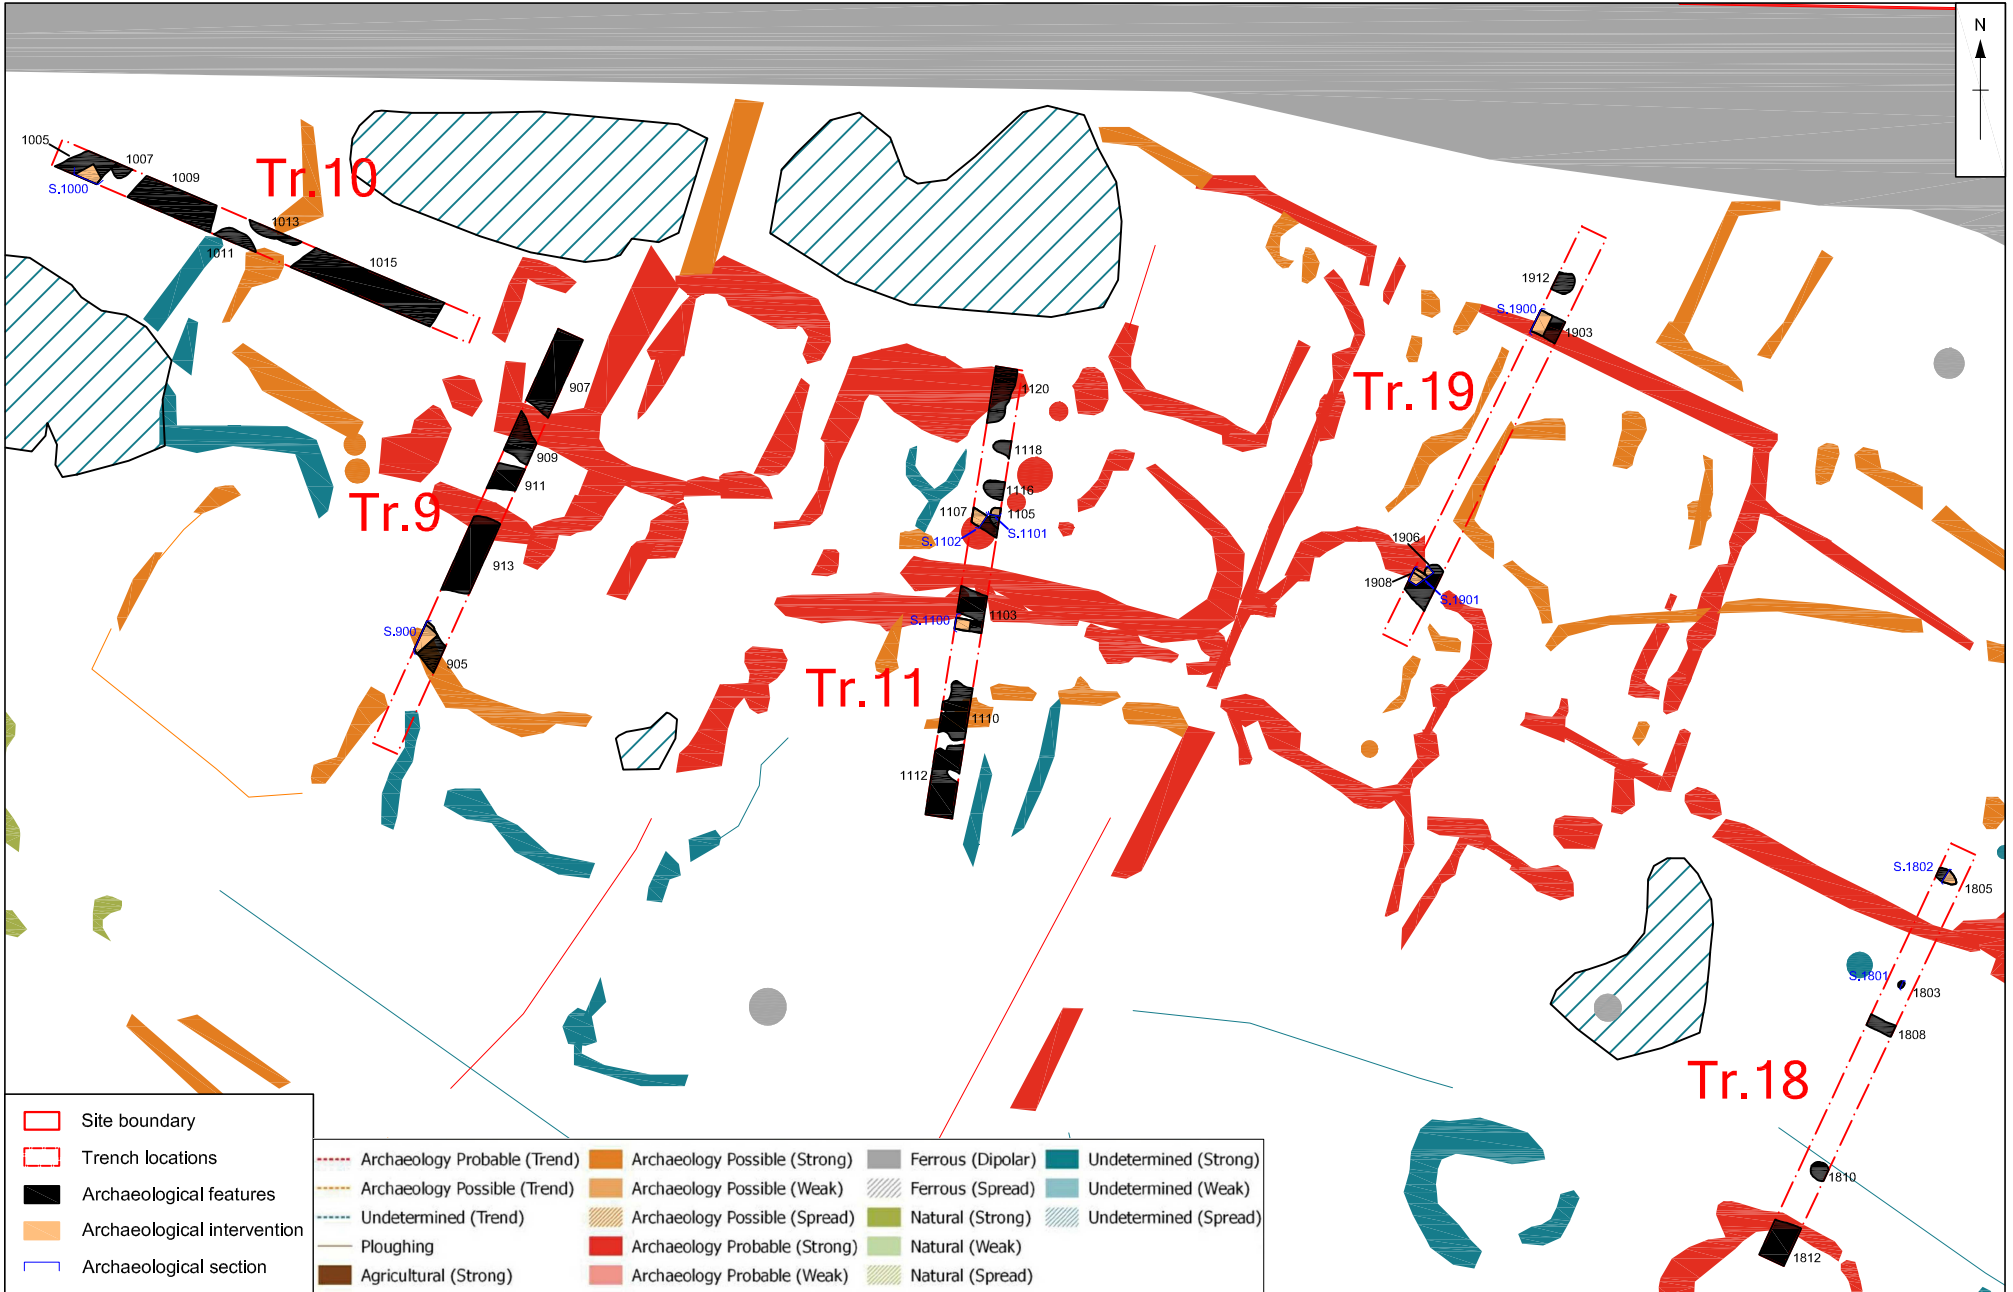 N
1005
1007
S.1000
1009
Tr.10
1013
1011
1015
1912
S.1900
1903
Tr.19
907
1120
909
1118
911
1116
Tr.9
1107
1105
S.1102
S.1101
913
1906
1908
S.1901
S.900
905
S.1100
1103
Tr.11
1110
1112
S.1802
1805
S.1801
1803
1808
Tr.18
1810
1812
Site boundary
Trench locations
Archaeological features
Archaeological intervention
Archaeological section
Archaeology Probable (Trend)
Archaeology Possible (Trend)
Undetermined (Trend)
Ploughing
Agricultural (Strong)
Archaeology Possible (Strong)
Archaeology Possible (Weak)
Archaeology Possible (Spread)
Archaeology Probable (Strong)
Archaeology Probable (Weak)
Ferrous (Dipolar)
Ferrous (Spread)
Natural (Strong)
Natural (Weak)
Natural (Spread)
Undetermined (Strong)
Undetermined (Weak)
Undetermined (Spread)